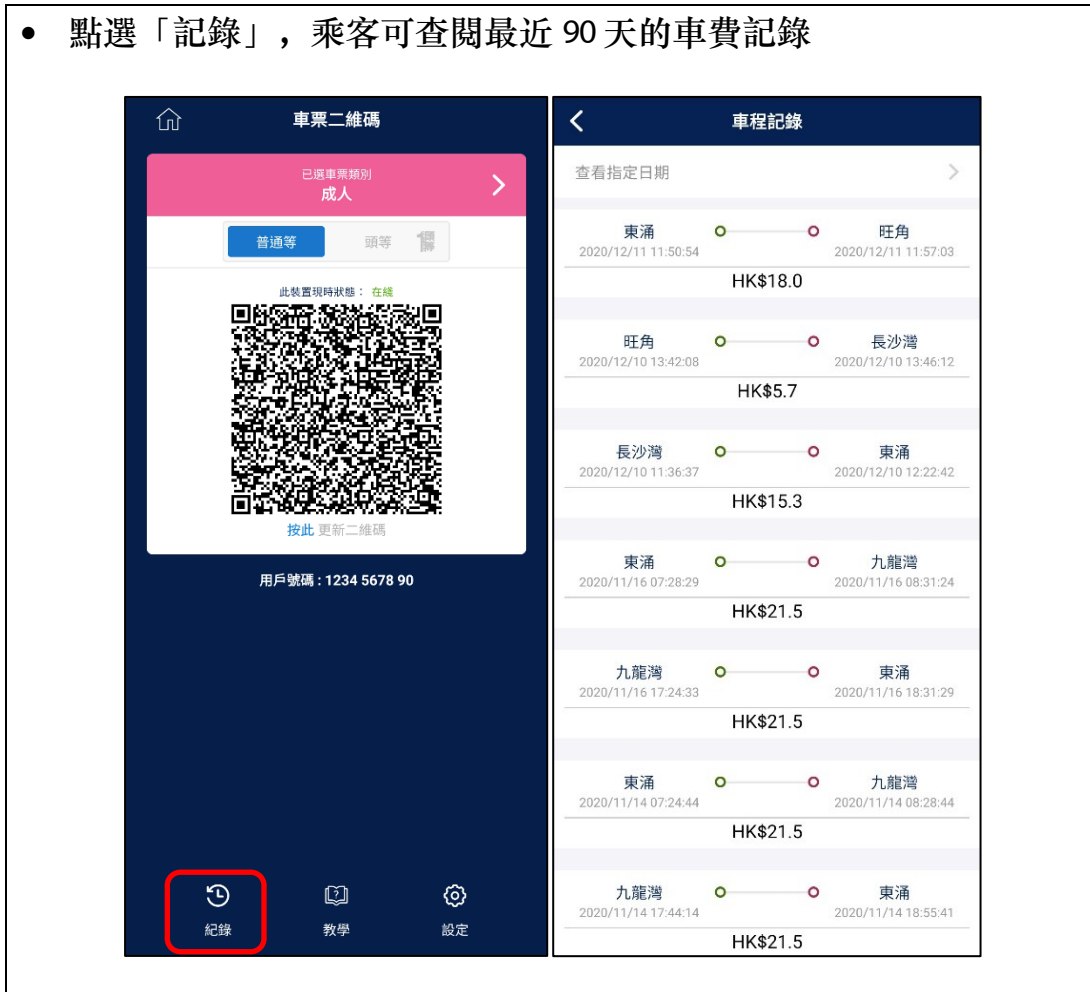 • 點選「記錄」，乘客可查閱最近 90 天的車費記錄
車票二維碼
已選車票類別
成人
普通等
頭等
此裝置現時狀態： 在綫
按此 更新二維碼
用戶號碼 : 1234 5678 90
紀錄
教學
設定
車程記錄
查看指定日期
東涌 旺角
2020/12/11 11:50:54 2020/12/11 11:57:03
HK$18.0
旺角 長沙灣
2020/12/10 13:42:08 2020/12/10 13:46:12
HK$5.7
長沙灣 東涌
2020/12/10 11:36:37 2020/12/10 12:22:42
HK$15.3
東涌 九龍灣
2020/11/16 07:28:29 2020/11/16 08:31:24
HK$21.5
九龍灣 東涌
2020/11/16 17:24:33 2020/11/16 18:31:29
HK$21.5
東涌 九龍灣
2020/11/14 07:24:44 2020/11/14 08:28:44
HK$21.5
九龍灣 東涌
2020/11/14 17:44:14 2020/11/14 18:55:41
HK$21.5